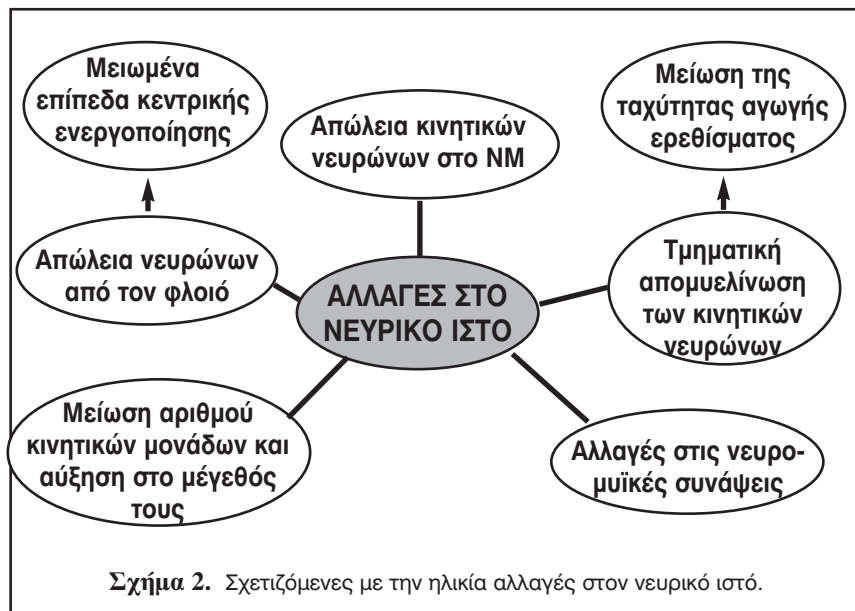 Μειωμένα
επίπεδα κεντρικής
ενεργοποίησης
Απώλεια κινητικών
νευρώνων στο ΝΜ
Μείωση της
ταχύτητας αγωγής
ερεθίσματος
Απώλεια νευρώνων
από τον φλοιό
ΑΛΛΑΓΕΣ ΣΤΟ
ΝΕΥΡΙΚΟ ΙΣΤΟ
Τμηματική
απομυελίνωση
των κινητικών
νευρώνων
Μείωση αριθμού
κινητικών μονάδων και
αύξηση στο μέγεθός
τους
Αλλαγές στις νευρο-
μυϊκές συνάψεις
Σχήμα 2. Σχετιζόμενες με την ηλικία αλλαγές στον νευρικό ιστό.